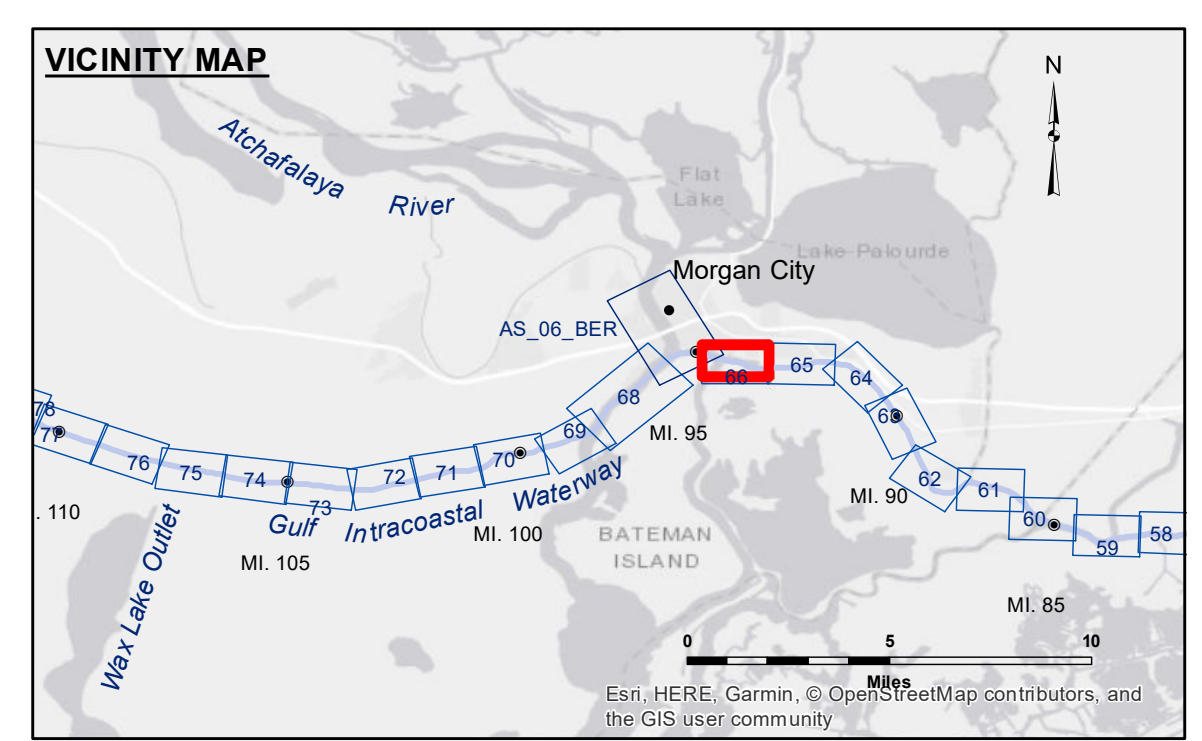 VICINITY MAP
N
Atchafalaya
River
Flat
Lake
Lake Palourde
Morgan City
AS_06_BER
66
65
64
63
62
61
60
59
58
68
69
70
71
72
73
74
75
76
77
78
MI. 95
MI. 90
MI. 85
MI. 100
MI. 105
. 110
Gulf Intracoastal Waterway
Wax Lake Outlet
BATEMAN
ISLAND
0 5 10
Miles
Esri, HERE, Garmin, © OpenStreetMap contributors, and
the GIS user community